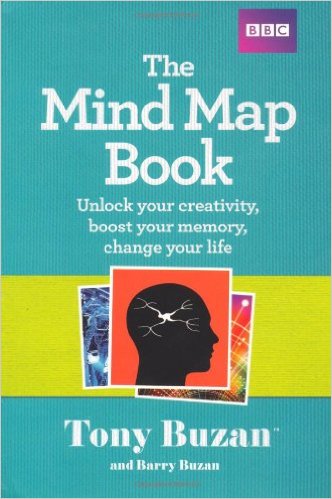 BBC
The
Mind Map
Book
Unlock your creativity,
boost your memory,
change your life
Tony Buzan™
and Barry Buzan